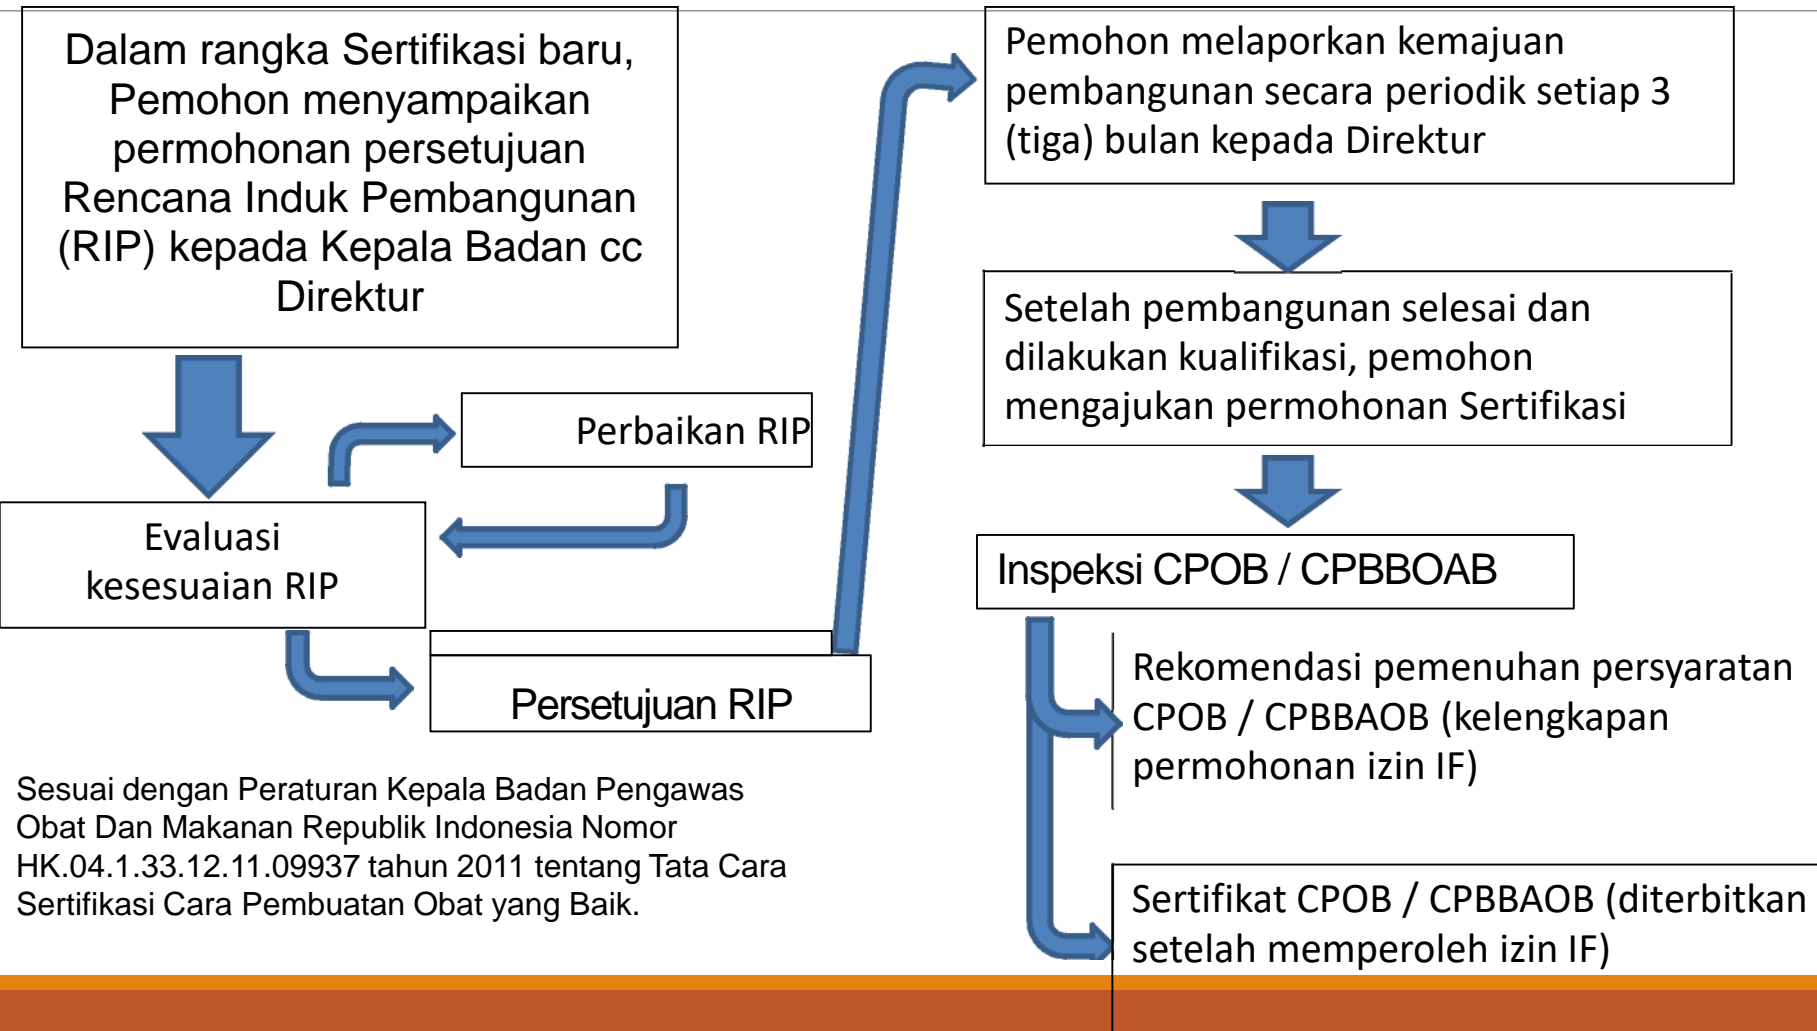 Dalam rangka Sertifikasi baru,
Pemohon menyampaikan
permohonan persetujuan
Rencana Induk Pembangunan
(RIP) kepada Kepala Badan cc
Direktur
Perbaikan RIP
Evaluasi
kesesuaian RIP
Persetujuan RIP
Sesuai dengan Peraturan Kepala Badan Pengawas
Obat Dan Makanan Republik Indonesia Nomor
HK.04.1.33.12.11.09937 tahun 2011 tentang Tata Cara
Sertifikasi Cara Pembuatan Obat yang Baik.
Pemohon melaporkan kemajuan
pembangunan secara periodik setiap 3
(tiga) bulan kepada Direktur
Setelah pembangunan selesai dan
dilakukan kualifikasi, pemohon
mengajukan permohonan Sertifikasi
Inspeksi CPOB / CPBBOAB
Rekomendasi pemenuhan persyaratan
CPOB / CPBBAOB (kelengkapan
permohonan izin IF)
Sertifikat CPOB / CPBBAOB (diterbitkan
setelah memperoleh izin IF)